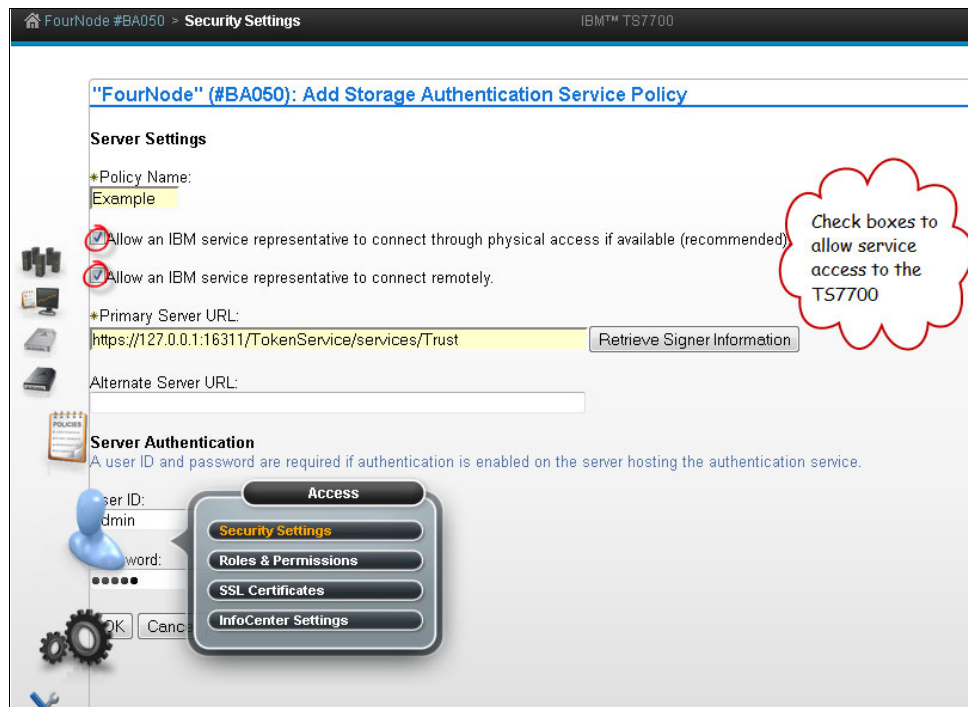 FourNode #BA050 > Security Settings
IBM™ TS7700
"FourNode" (#BA050): Add Storage Authentication Service Policy
Server Settings
*Policy Name:
Example
Allow an IBM service representative to connect through physical access if available (recommended).
Allow an IBM service representative to connect remotely.
Check boxes to
allow service
access to the
TS7700
*Primary Server URL:
https://127.0.0.1:16311/TokenService/services/Trust
Retrieve Signer Information
Alternate Server URL:
POLICIES
Server Authentication
A user ID and password are required if authentication is enabled on the server hosting the authentication service.
ser ID:
dmin
word:
●●●●●
OK
Cance
Access
Security Settings
Roles & Permissions
SSL Certificates
InfoCenter Settings